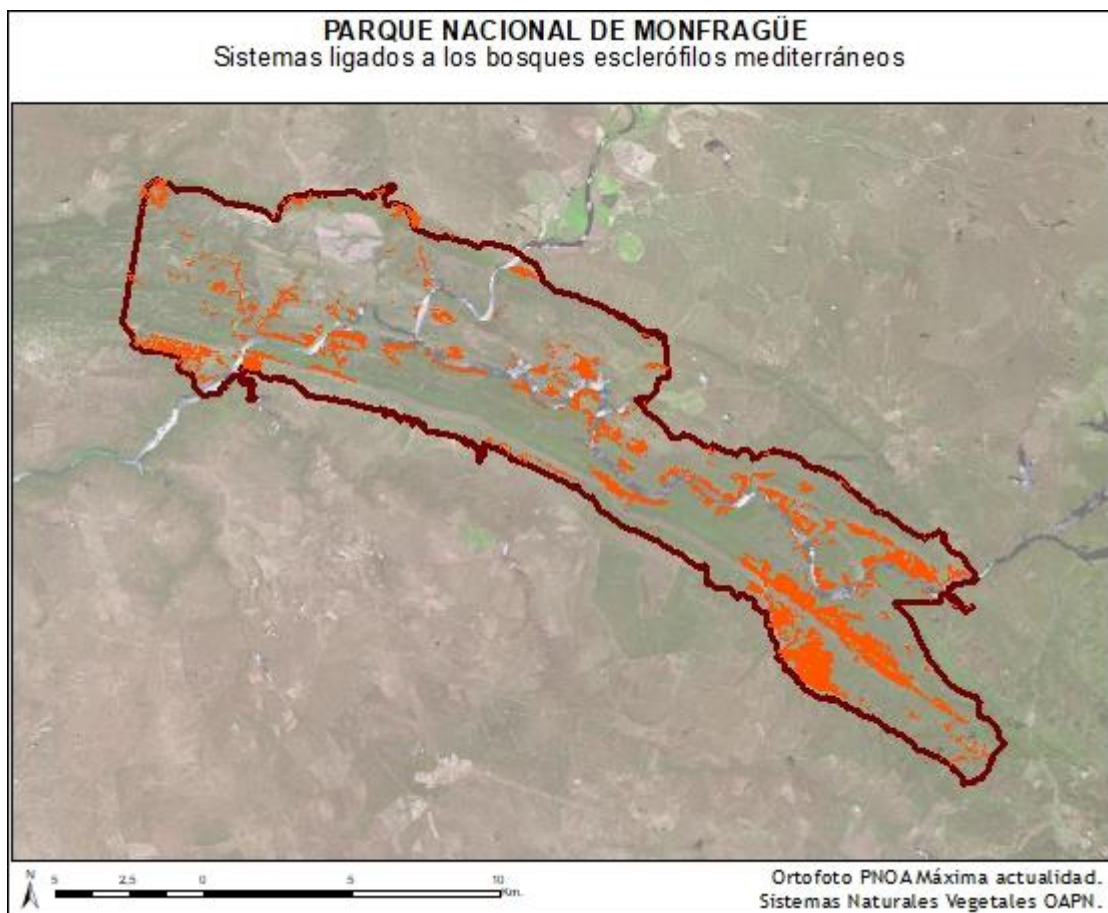 PARQUE NACIONAL DE MONFRAGÜE
Sistemas ligados a los bosques esclerófilos mediterráneos
N
5 2,5 0 5 10
Km.
Ortofoto PNOA Máxima actualidad.
Sistemas Naturales Vegetales OAPN.